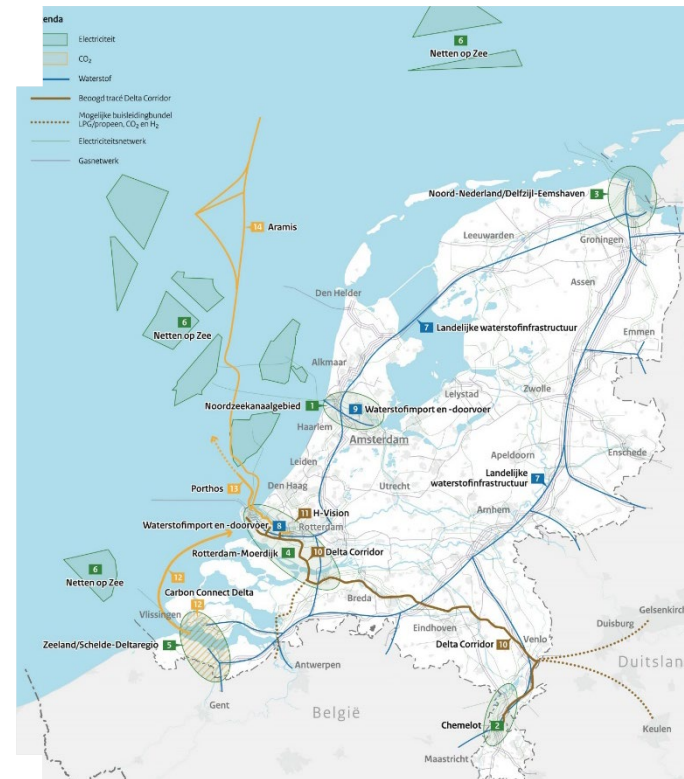 enda
Electriciteit
CO₂
Waterstof
Beoogd tracé Delta Corridor
Mogelijke buisleidingbundel
LPG/propeen, CO₂ en H₂
Electriciteitsnetwerk
Gasnetwerk
6
Netten op Zee
Noord-Nederland/Delfzijl-Eemshaven
3
Leeuwarden
Groningen
14 Aramis
Assen
Den Helder
7 Landelijke waterstofinfrastructuur
Emmen
6
Netten op Zee
Alkmaar
Lelystad
Zwolle
Noordzeekanaalgebied 1
9 Waterstofimport en -doorvoer
Haarlem
Amsterdam
Enschede
Leiden
Apeldoorn
Utrecht
Landelijke
waterstofinfrastructuur 7
Porthos
13
Den Haag
11 H-Vision
Arnhem
Waterstofimport en -doorvoer 8
Rotterdam
Rotterdam-Moerdijk 4
10 Delta Corridor
6
Netten op Zee
12
Carbon Connect Delta
12
Breda
Vlissingen
Gelsenkirch
Eindhoven
Venlo
Duisburg
Zeeland/Schelde-Deltaregio 5
Delta Corridor 10
Antwerpen
Duitslan
Gent
België
Chemelot 2
Keulen
Maastricht